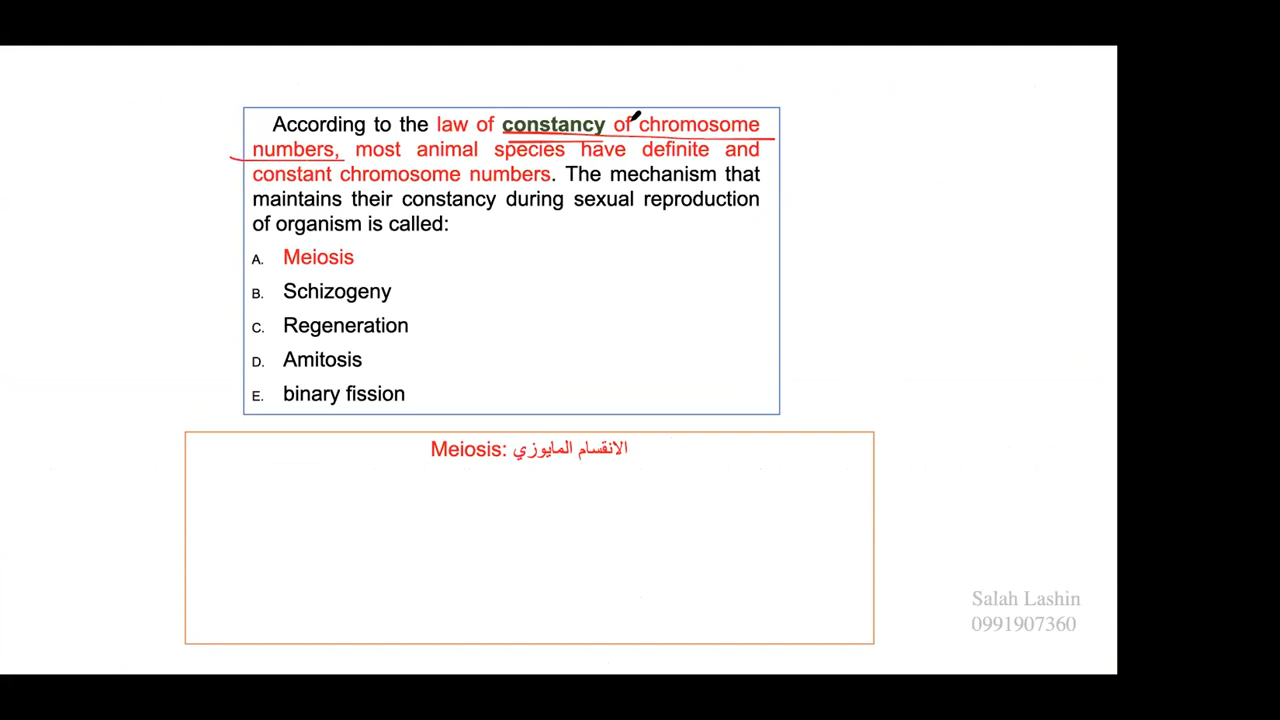 According to the law of constancy of chromosome
numbers, most animal species have definite and
constant chromosome numbers. The mechanism that
maintains their constancy during sexual reproduction
of organism is called:
A. Meiosis
B. Schizogeny
C. Regeneration
D. Amitosis
E. binary fission
Meiosis: الانقسام المايوزي
Salah Lashin
0991907360